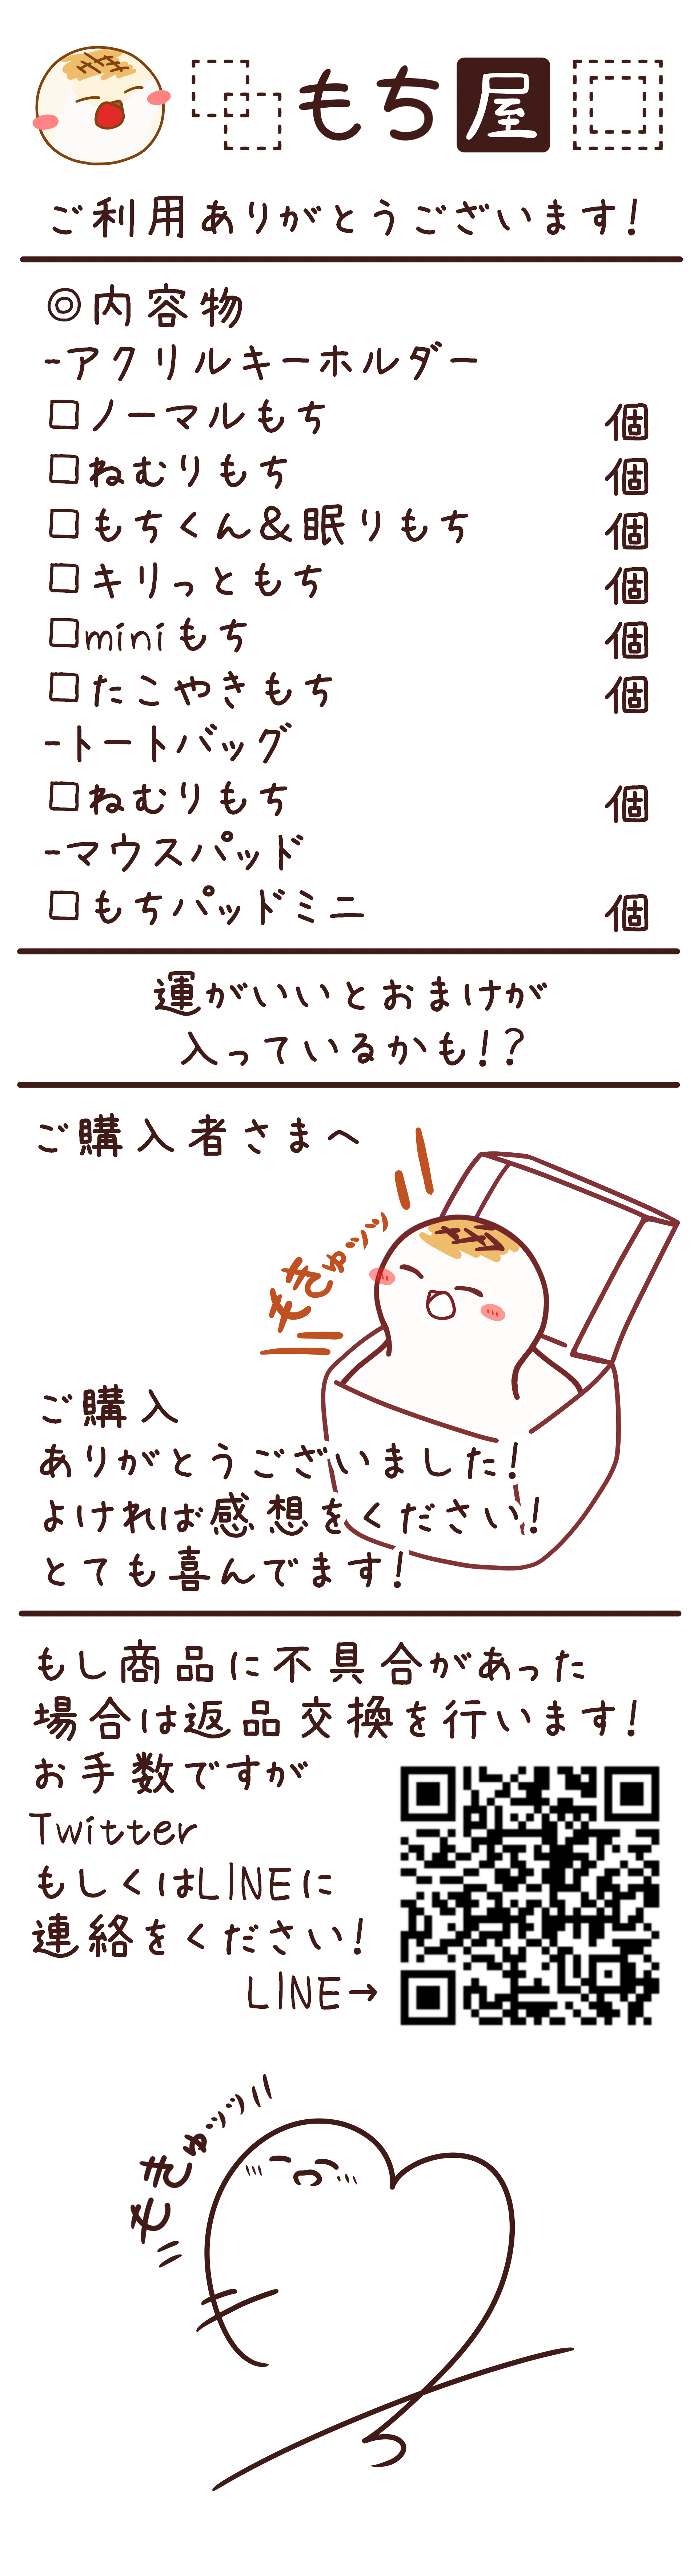 もち屋
ご利用ありがとうございます!
◎内容物
-アクリルキーホルダー
□ノーマルもち 個
□ねむりもち 個
□もちくん&眠りもち 個
□キリっともち 個
□miniもち 個
□たこやきもち 個
-トートバッグ
□ねむりもち 個
-マウスパッド
□もちパッドミニ 個
運がいいとおまけが
入っているかも!?
ご購入者さまへ
もきゅッッ
ご購入
ありがとうございました!
よければ感想をください!
とても喜んでます!
もし商品に不具合があった
場合は返品交換を行います!
お手数ですが
Twitter
もしくはLINEに
連絡をください!
LINE→
もきゅッッ